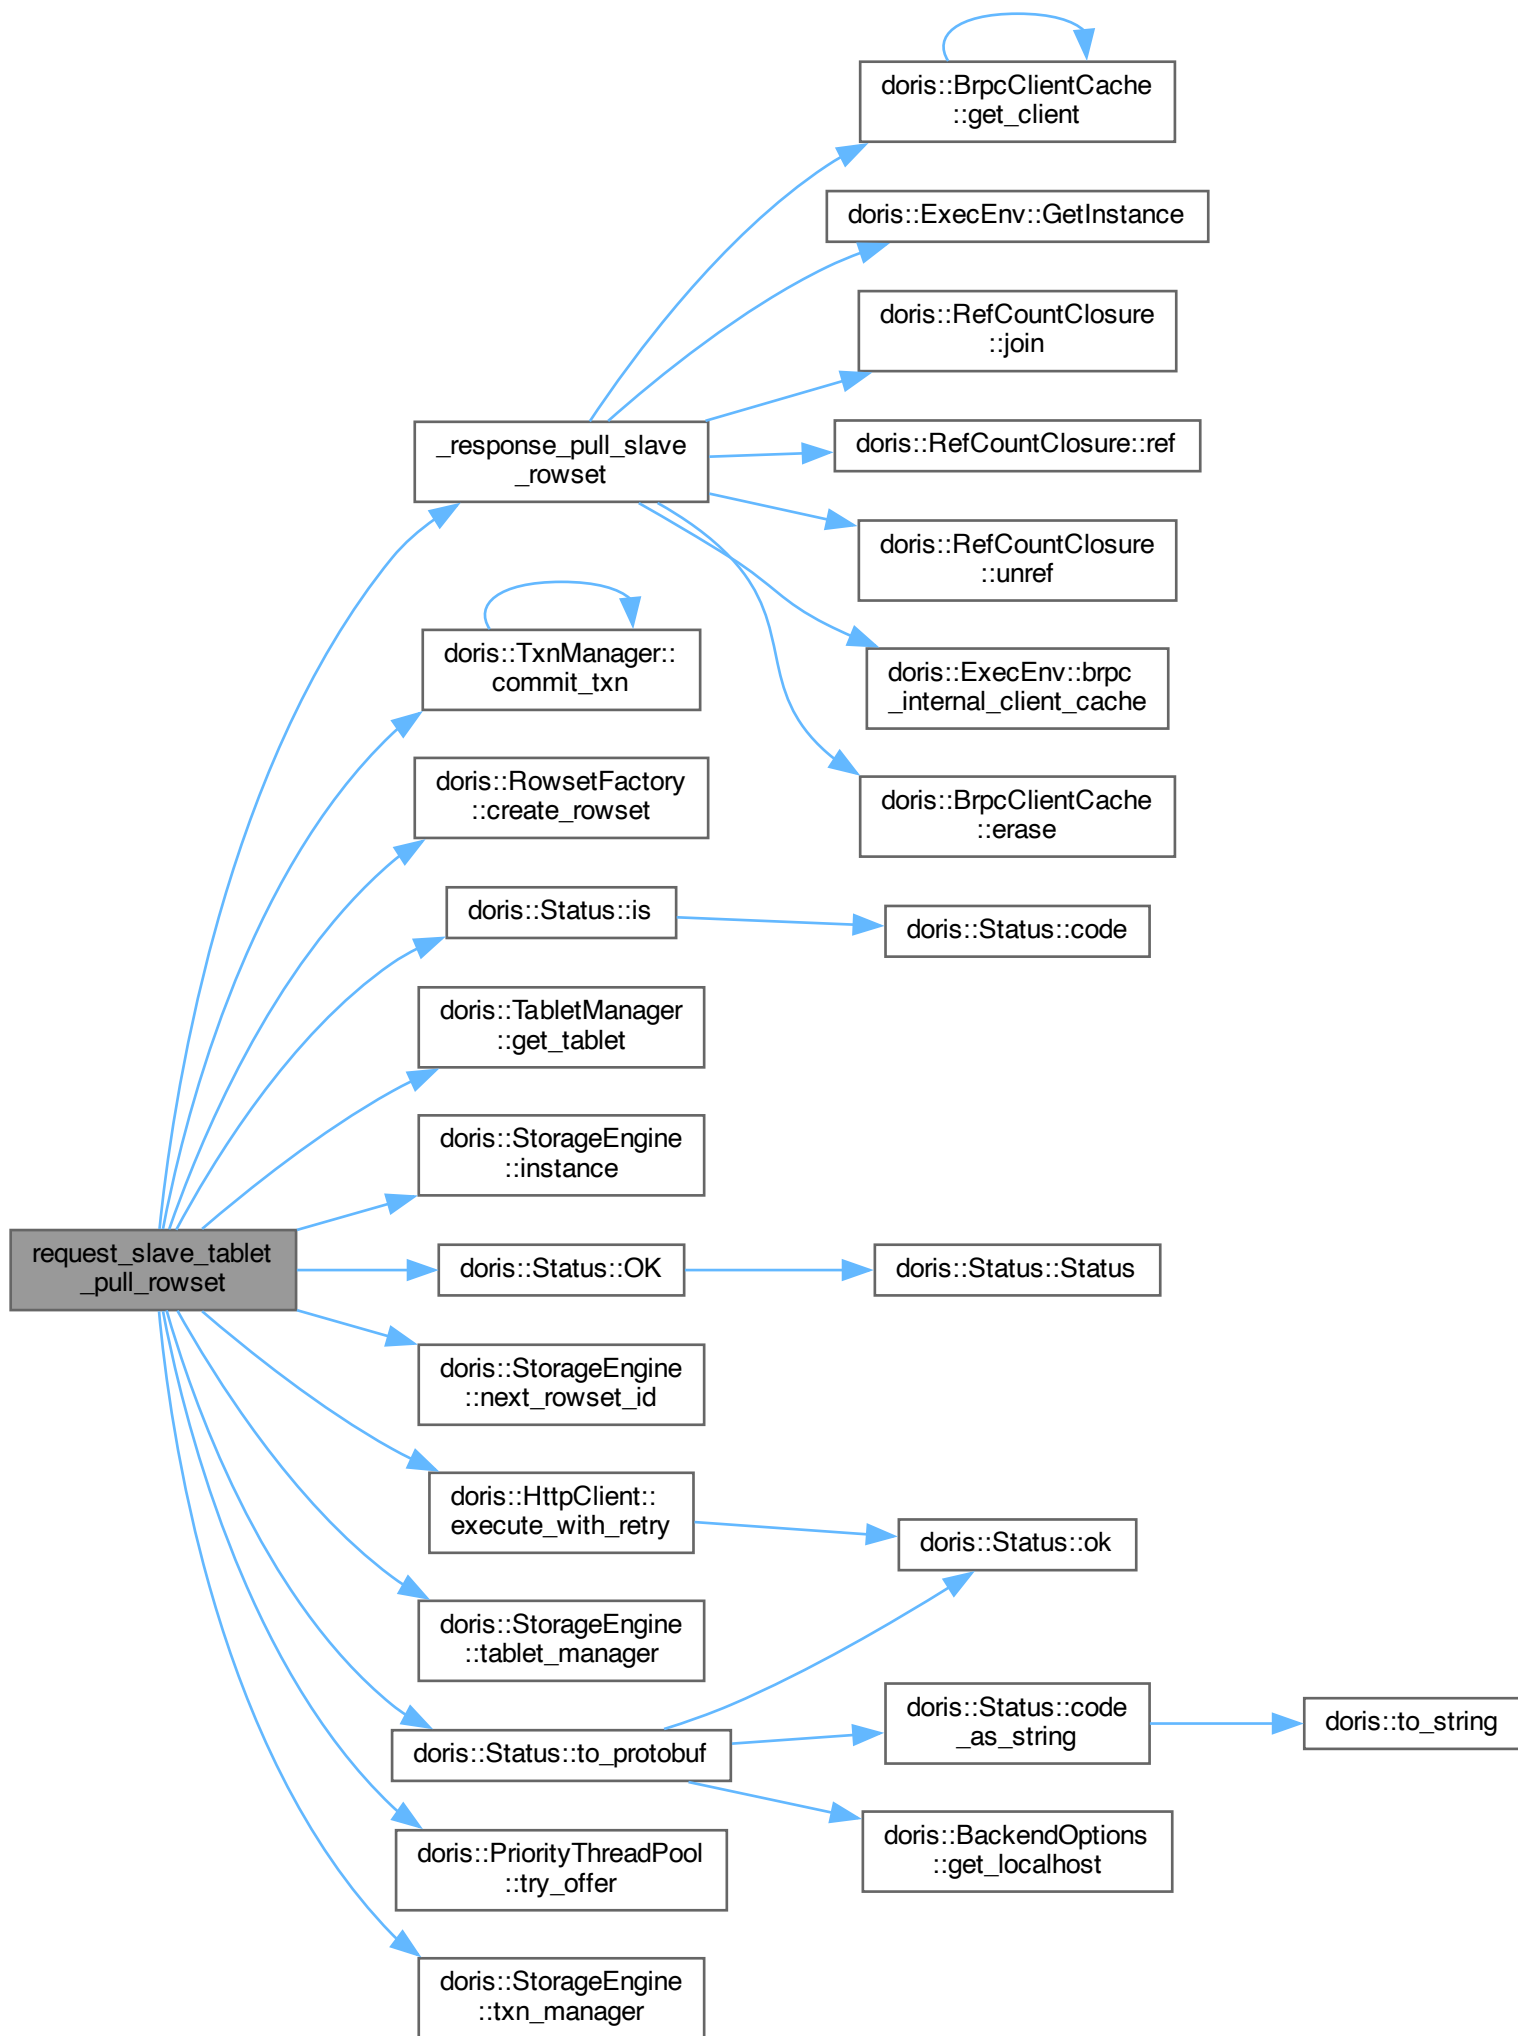 doris::BrpcClientCache
::get_client
doris::ExecEnv::GetInstance
doris::RefCountClosure
::join
_response_pull_slave
_rowset
doris::RefCountClosure::ref
doris::RefCountClosure
::unref
doris::TxnManager::
commit_txn
doris::ExecEnv::brpc
_internal_client_cache
doris::RowsetFactory
::create_rowset
doris::BrpcClientCache
::erase
doris::Status::is
doris::Status::code
doris::TabletManager
::get_tablet
doris::StorageEngine
::instance
request_slave_tablet
_pull_rowset
doris::Status::OK
doris::Status::Status
doris::StorageEngine
::next_rowset_id
doris::HttpClient::
execute_with_retry
doris::Status::ok
doris::StorageEngine
::tablet_manager
doris::Status::to_protobuf
doris::Status::code
_as_string
doris::to_string
doris::BackendOptions
::get_localhost
doris::PriorityThreadPool
::try_offer
doris::StorageEngine
::txn_manager